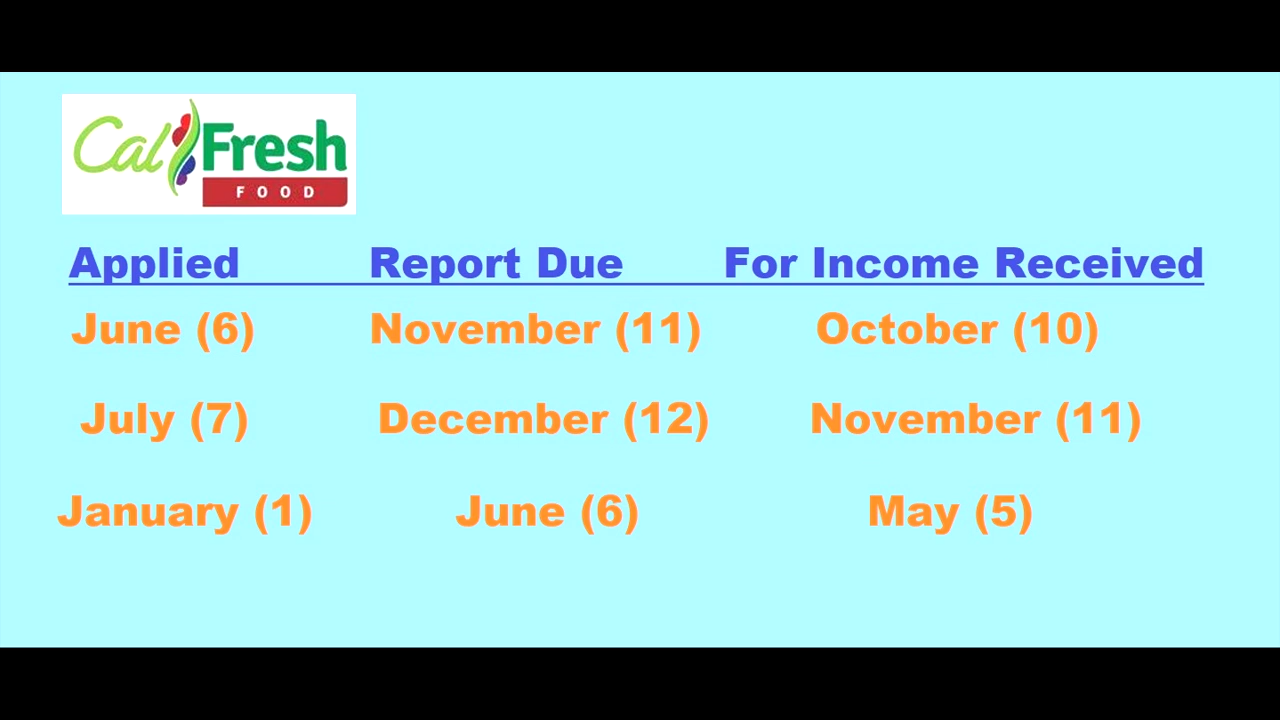 CalFresh
FOOD
Applied Report Due For Income Received
June (6) November (11) October (10)
July (7) December (12) November (11)
January (1) June (6) May (5)